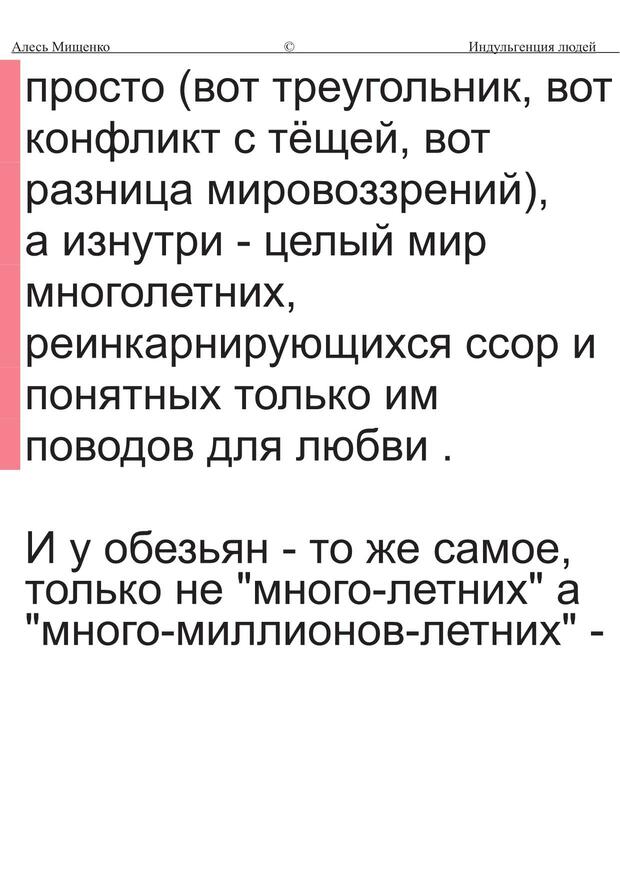 Алесь Мищенко © Индульгенция людей
просто (вот треугольник, вот
конфликт с тёщей, вот
разница мировоззрений),
а изнутри - целый мир
многолетних,
реинкарнирующихся ссор и
понятных только им
поводов для любви .
И у обезьян - то же самое,
только не "много-летних" а
"много-миллионов-летних" -